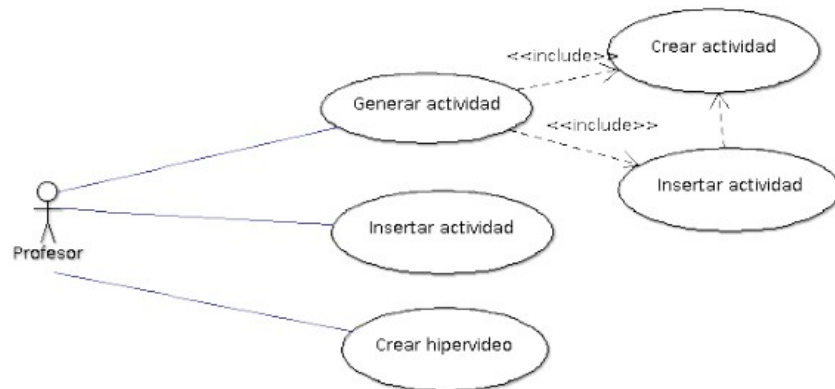 Crear actividad
<<include>>
Generar actividad
<<include>>
Insertar actividad
Insertar actividad
Profesor
Crear hipervideo